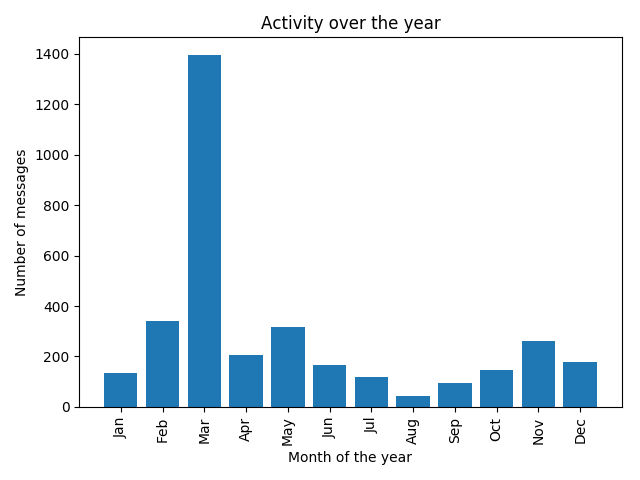 Activity over the year
Number of messages
1400
1200
1000
800
600
400
200
0
Jan
Feb
Mar
Apr
May
Jun
Jul
Aug
Sep
Oct
Nov
Dec
Month of the year